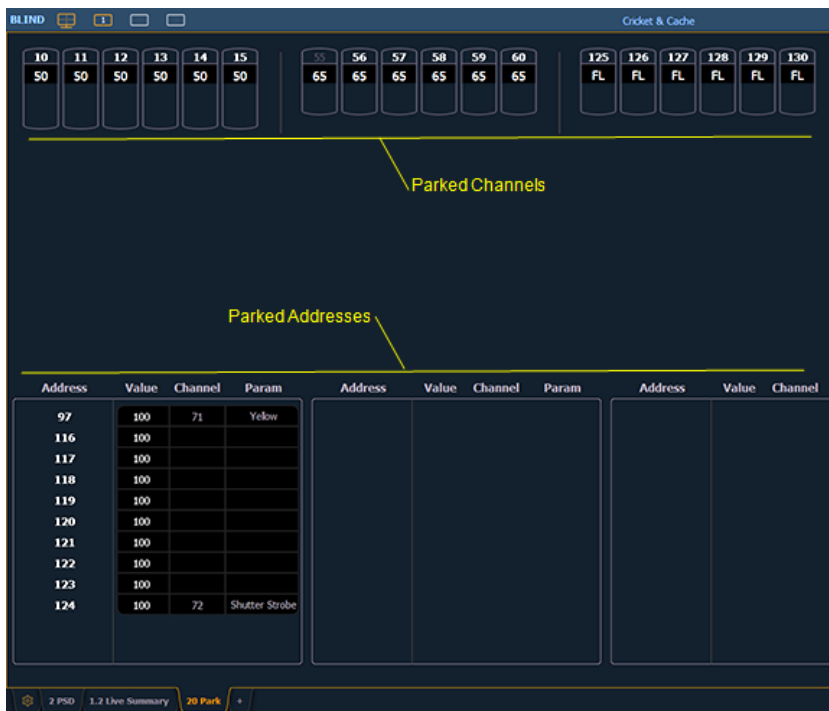 BLIND 1 Cricket & Cache
10 11 12 13 14 15 55 56 57 58 59 60 125 126 127 128 129 130
50 50 50 50 50 50 65 65 65 65 65 65 FL FL FL FL FL FL
Parked Channels
Parked Addresses
Address Value Channel Param Address Value Channel Param Address Value Channel
97 100 71 Yellow
116 100
117 100
118 100
119 100
120 100
121 100
122 100
123 100
124 100 72 Shutter Strobe
2 PSD 1.2 Live Summary 20 Park +